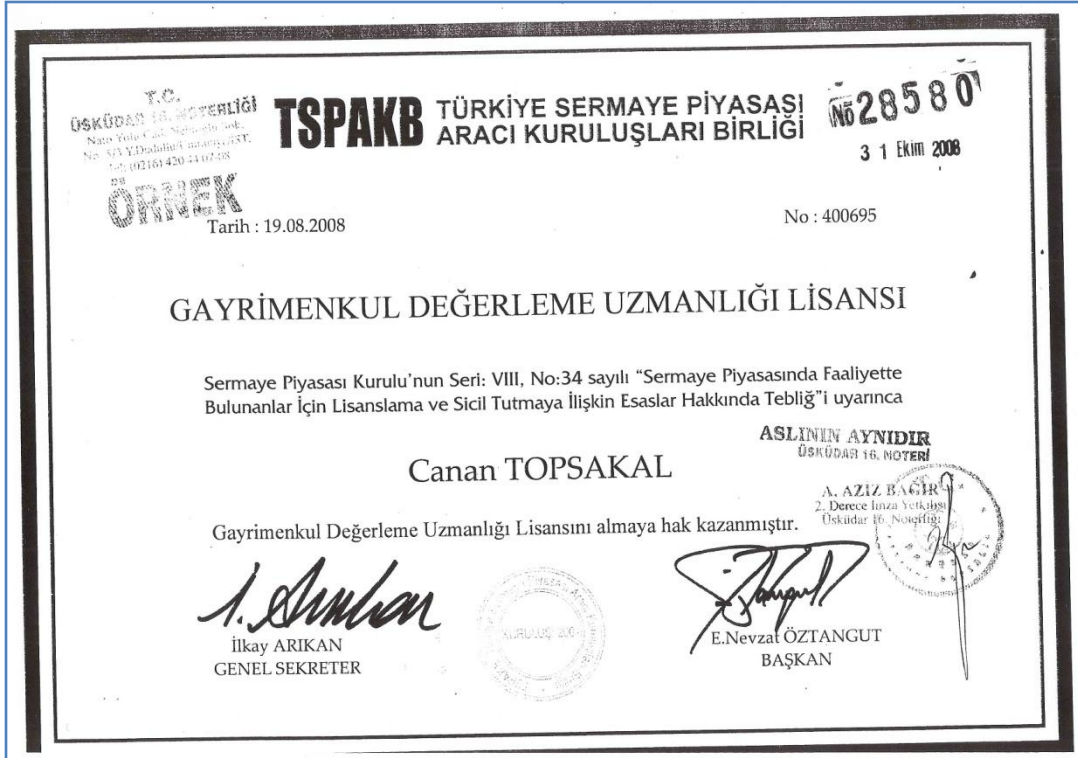 T.C.
ÜSKÜDAR 16. NOTERLİĞİ
ÖRNEK
TSPAKB TÜRKİYE SERMAYE PİYASASI
ARACI KURULUŞLARI BİRLİĞİ
No 28580
31 Ekim 2008
Tarih : 19.08.2008
No : 400695
GAYRİMENKUL DEĞERLEME UZMANLIĞI LİSANSI
Sermaye Piyasası Kurulu'nun Seri: VIII, No:34 sayılı "Sermaye Piyasasında Faaliyette
Bulunanlar İçin Lisanslama ve Sicil Tutmaya İlişkin Esaslar Hakkında Tebliğ"i uyarınca
ASLININ AYNIDIR
ÜSKÜDAR 16. NOTERİ
Canan TOPSAKAL
A. AZİZ BAĞIR
2. Derece İmza Yetkilisi
Üsküdar 16. Noterliği
Gayrimenkul Değerleme Uzmanlığı Lisansını almaya hak kazanmıştır.
İlkay ARIKAN
GENEL SEKRETER
KURULUŞ
E.Nevzat ÖZTANGUT
BAŞKAN